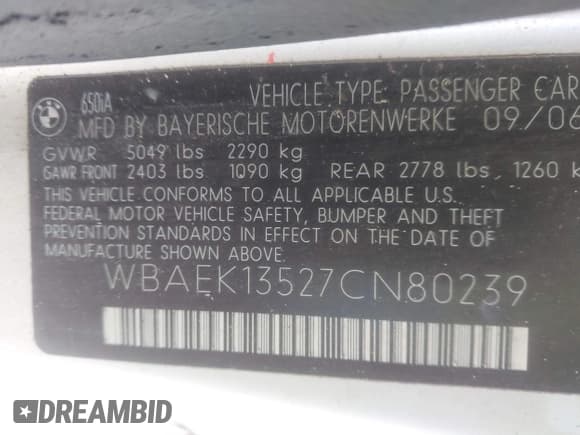 BMW
650iA
VEHICLE TYPE PASSENGER CAR
MFD BY BAYERISCHE MOTORENWERKE 09/06
GVWR 5049 lbs 2290 kg
GAWR FRONT 2403 lbs 1090 kg REAR 2778 lbs, 1260 k
THIS VEHICLE CONFORMS TO ALL APPLICABLE U.S.
FEDERAL MOTOR VEHICLE SAFETY, BUMPER AND THEFT
PREVENTION STANDARDS IN EFFECT ON THE DATE OF
MANUFACTURE SHOWN ABOVE.
WBAEK13527CN80239
DREAMBID